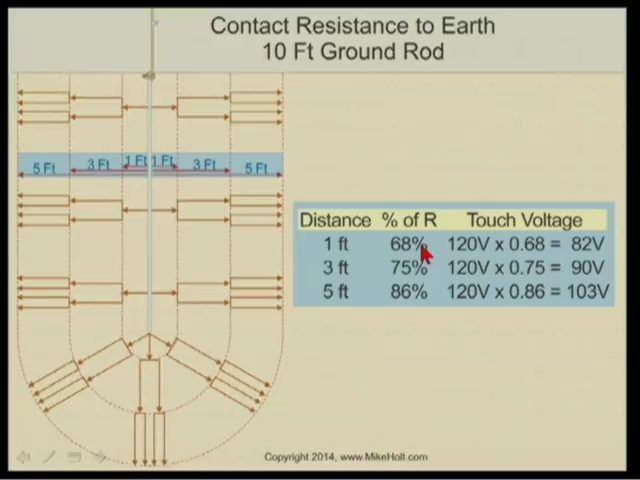 Contact Resistance to Earth
10 Ft Ground Rod
5 Ft 3 Ft 1 Ft 1 Ft 3 Ft 5 Ft
Distance % of R Touch Voltage
1 ft 68% 120V x 0.68 = 82V
3 ft 75% 120V x 0.75 = 90V
5 ft 86% 120V x 0.86 = 103V
Copyright 2014, www.MikeHolt.com